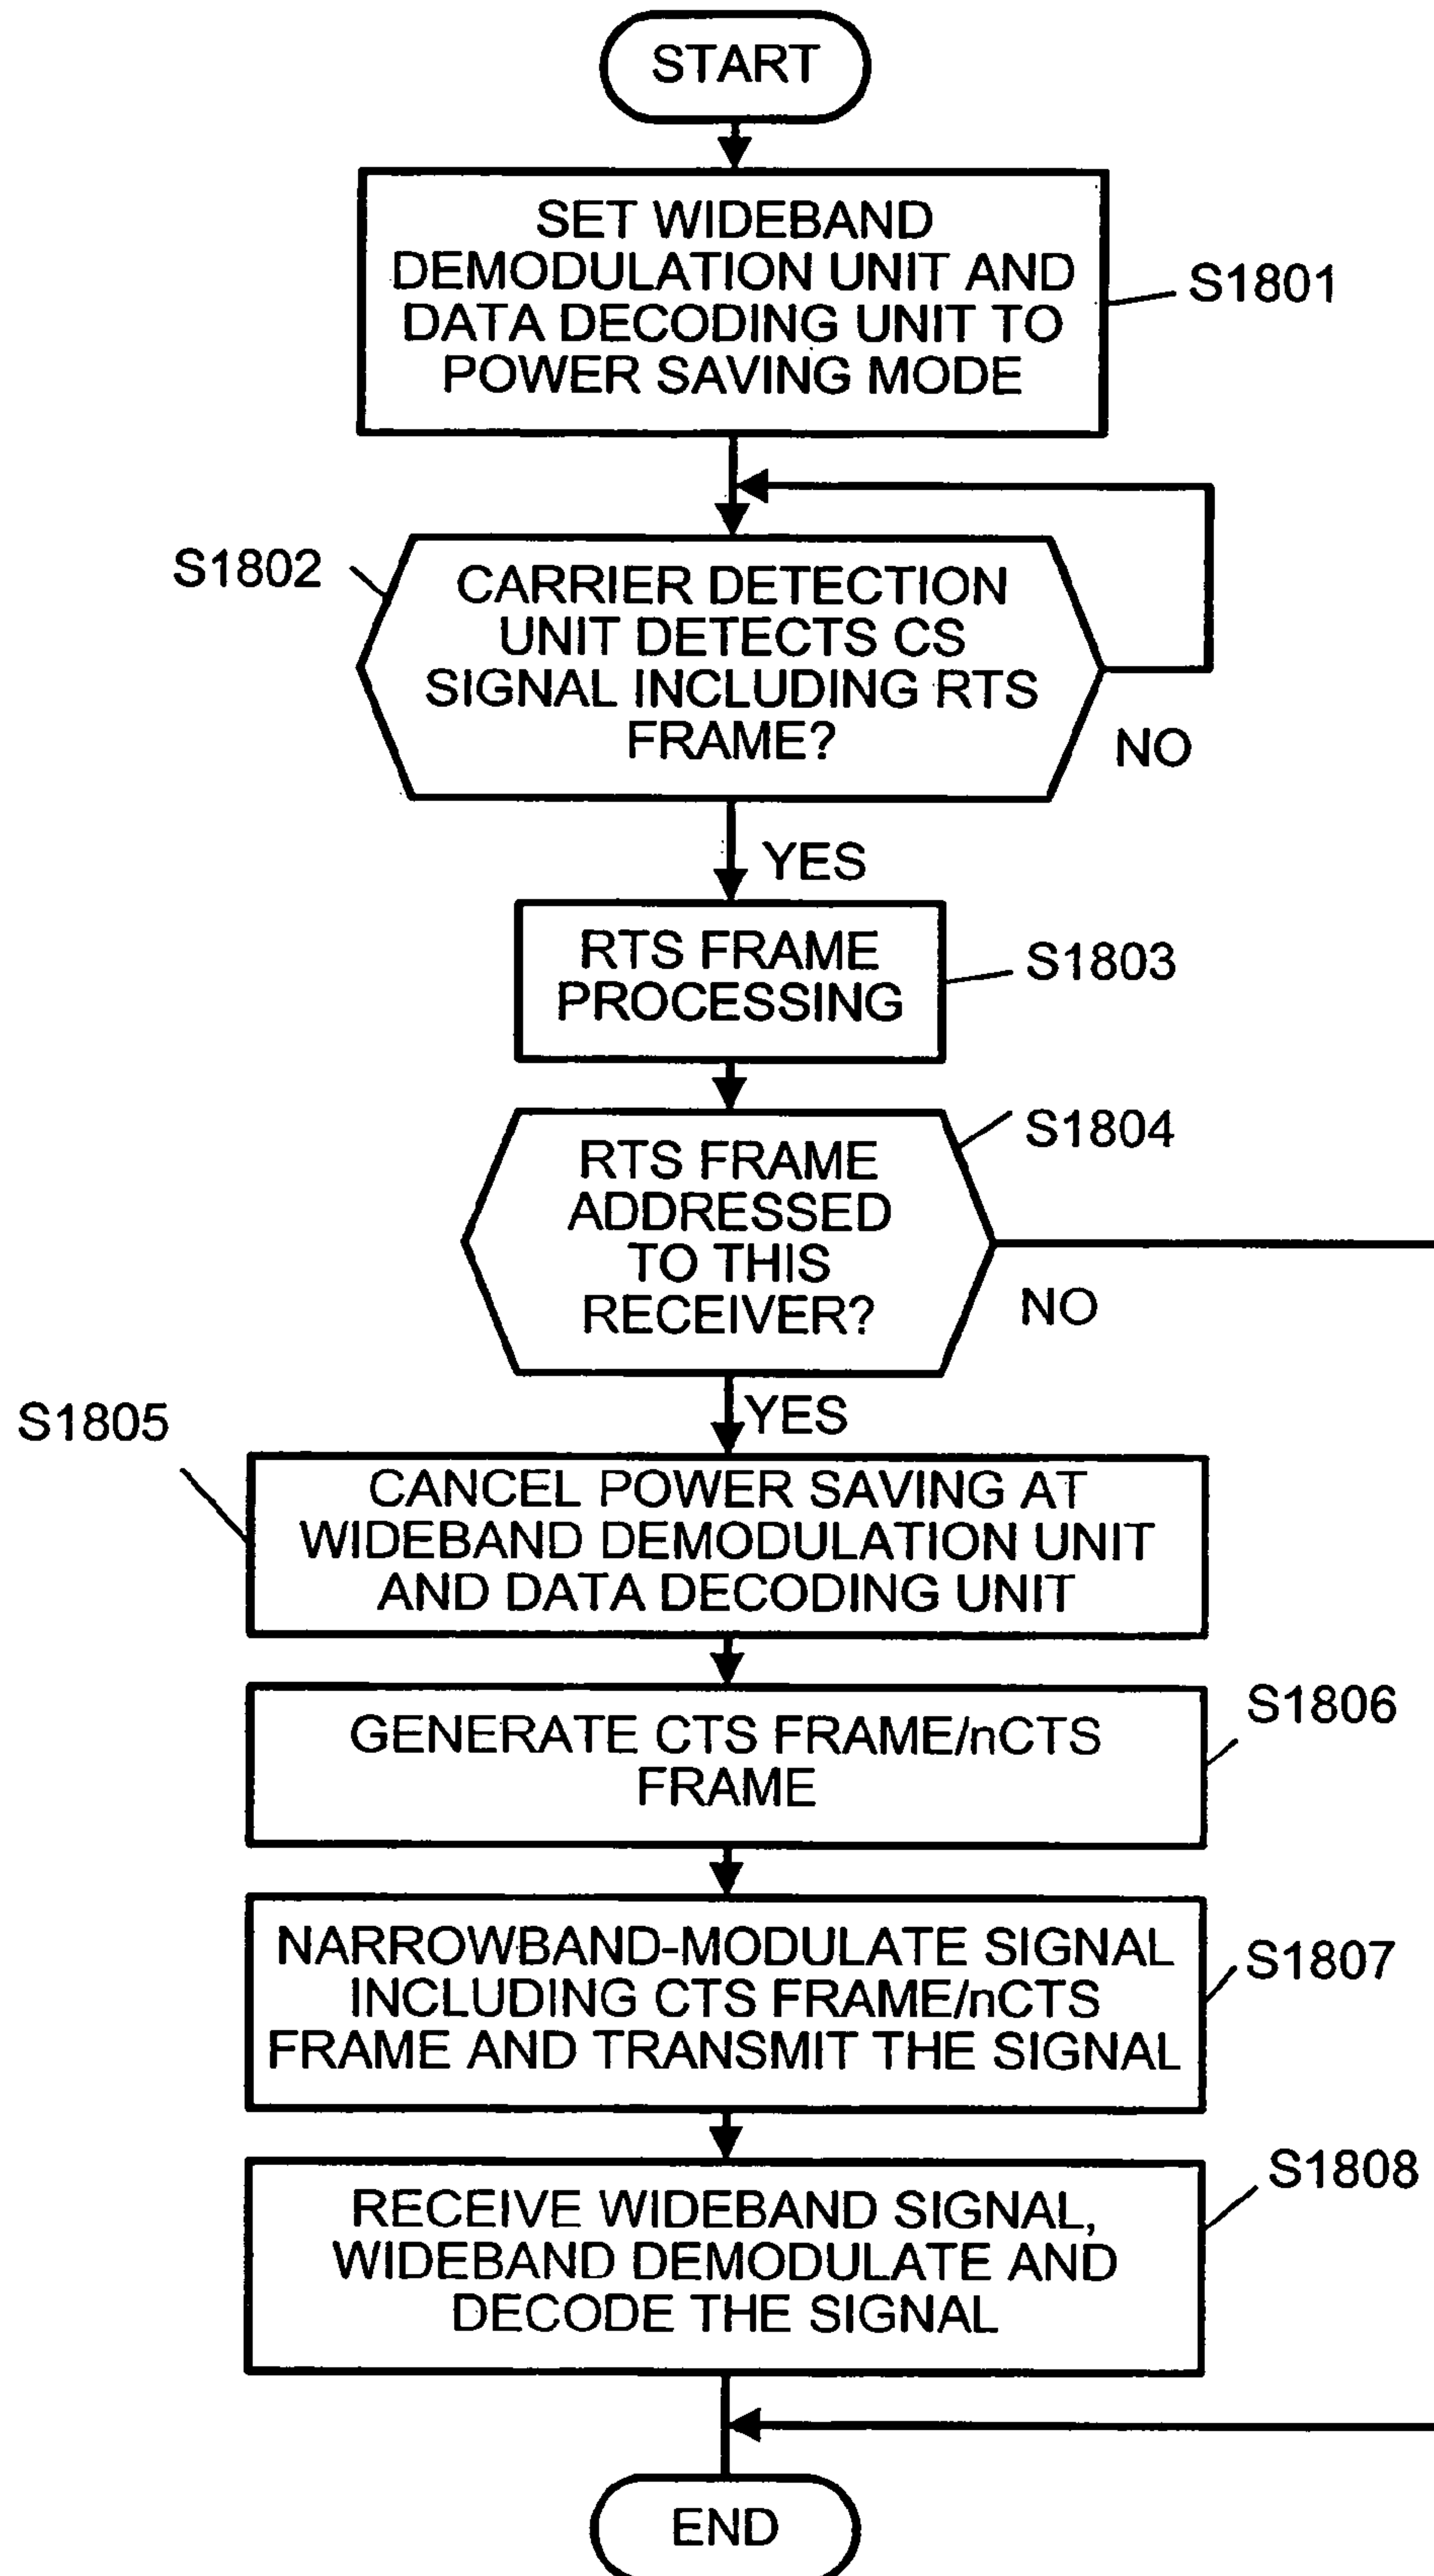 START
SET WIDEBAND
DEMODULATION UNIT AND
DATA DECODING UNIT TO
POWER SAVING MODE
S1801
S1802
CARRIER DETECTION
UNIT DETECTS CS
SIGNAL INCLUDING RTS
FRAME?
NO
YES
RTS FRAME
PROCESSING
S1803
S1804
RTS FRAME
ADDRESSED
TO THIS
RECEIVER?
NO
YES
S1805
CANCEL POWER SAVING AT
WIDEBAND DEMODULATION UNIT
AND DATA DECODING UNIT
S1806
GENERATE CTS FRAME/nCTS
FRAME
NARROWBAND-MODULATE SIGNAL
INCLUDING CTS FRAME/nCTS
FRAME AND TRANSMIT THE SIGNAL
S1807
S1808
RECEIVE WIDEBAND SIGNAL,
WIDEBAND DEMODULATE AND
DECODE THE SIGNAL
END